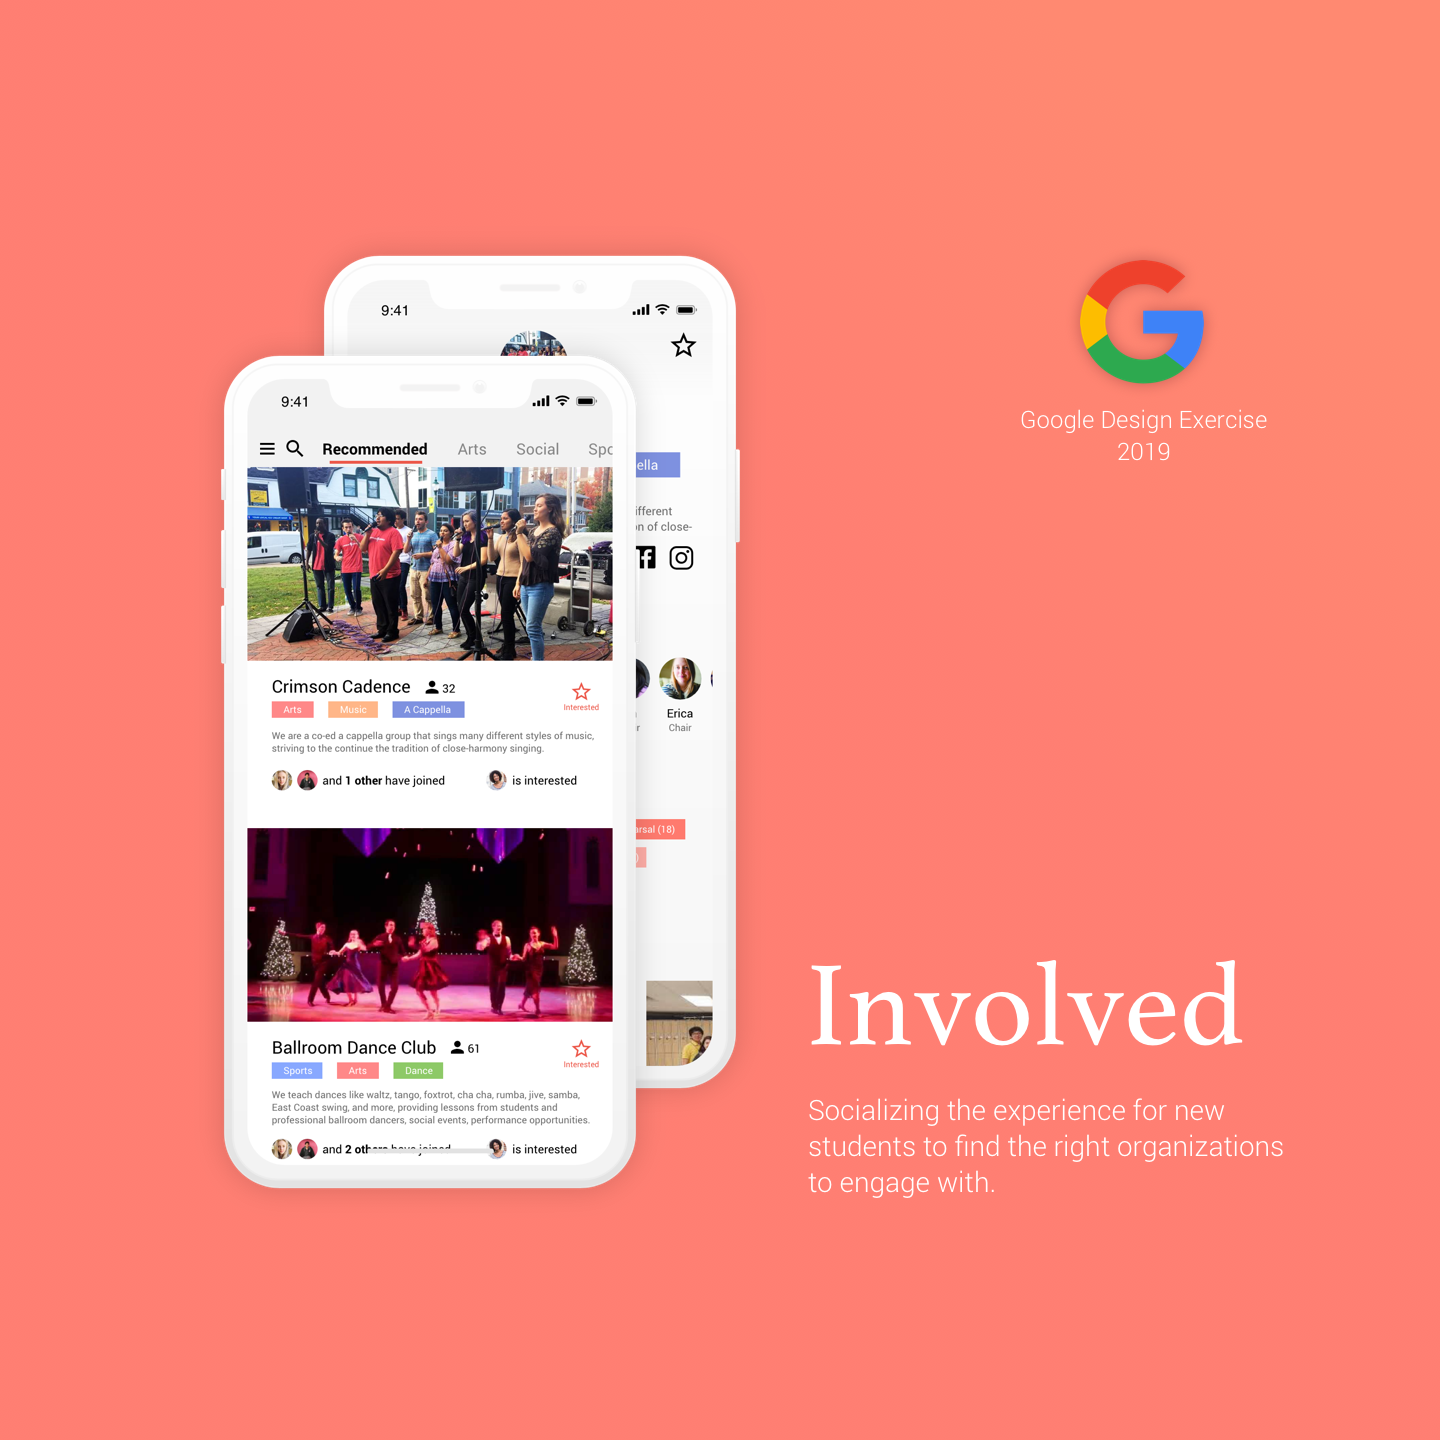 9:41
9:41
Recommended Arts Social Spo
Crimson Cadence 32
Interested
Arts Music A Cappella
We are a co-ed a cappella group that sings many different styles of music,
striving to the continue the tradition of close-harmony singing.
and 1 other have joined is interested
Ballroom Dance Club 61
Interested
Sports Arts Dance
We teach dances like waltz, tango, foxtrot, cha cha, rumba, jive, samba,
East Coast swing, and more, providing lessons from students and
professional ballroom dancers, social events, performance opportunities.
and 2 others have joined is interested
ella
ifferent
on of close-
Erica
r Chair
arsal (18)
)
Google Design Exercise
2019
Involved
Socializing the experience for new
students to find the right organizations
to engage with.